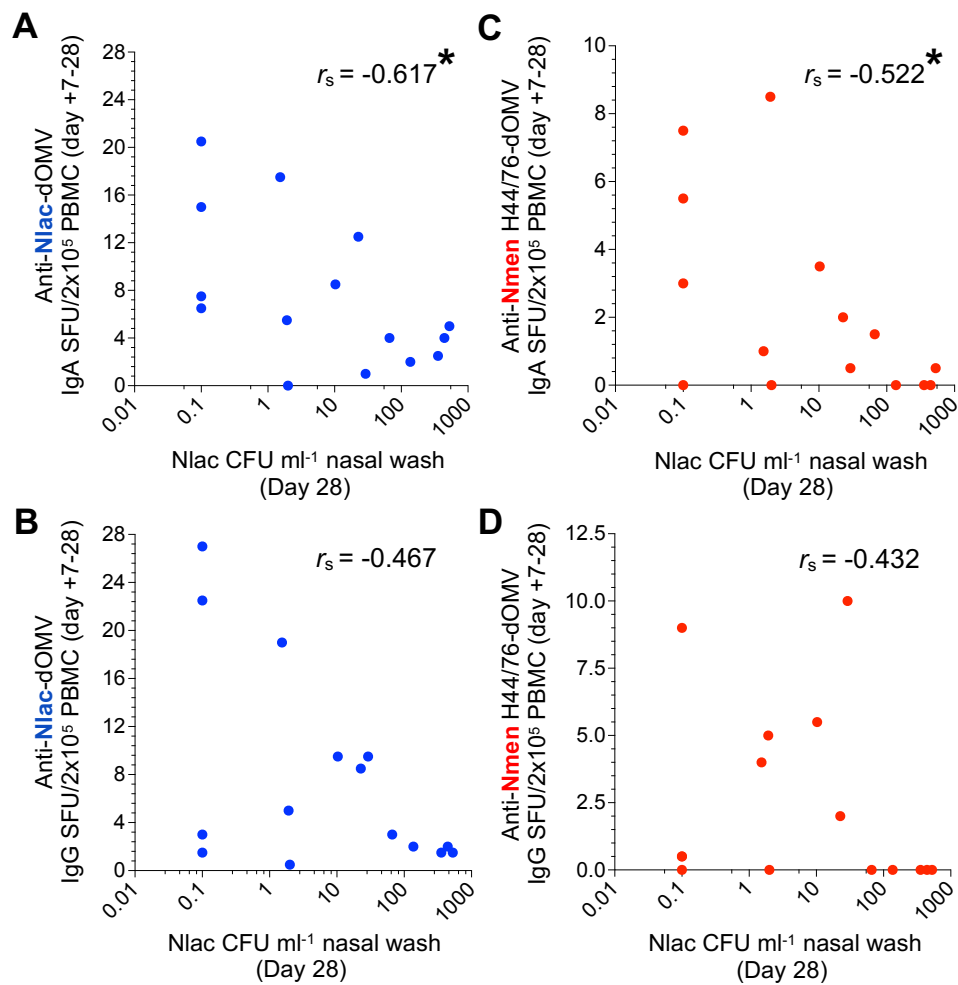 A
Anti-Nlac-dOMV
IgA SFU/2x10⁵ PBMC (day +7-28)
28
24
20
16
12
8
4
0
rs = -0.617*
0.01
0.1
1
10
100
1000
Nlac CFU ml⁻¹ nasal wash
(Day 28)
C
Anti-Nmen H44/76-dOMV
IgA SFU/2x10⁵ PBMC (day +7-28)
10
8
6
4
2
0
rs = -0.522*
0.01
0.1
1
10
100
1000
Nlac CFU ml⁻¹ nasal wash
(Day 28)
B
Anti-Nlac-dOMV
IgG SFU/2x10⁵ PBMC (day +7-28)
28
24
20
16
12
8
4
0
rs = -0.467
0.01
0.1
1
10
100
1000
Nlac CFU ml⁻¹ nasal wash
(Day 28)
D
Anti-Nmen H44/76-dOMV
IgG SFU/2x10⁵ PBMC (day +7-28)
12.5
10.0
7.5
5.0
2.5
0.0
rs = -0.432
0.01
0.1
1
10
100
1000
Nlac CFU ml⁻¹ nasal wash
(Day 28)